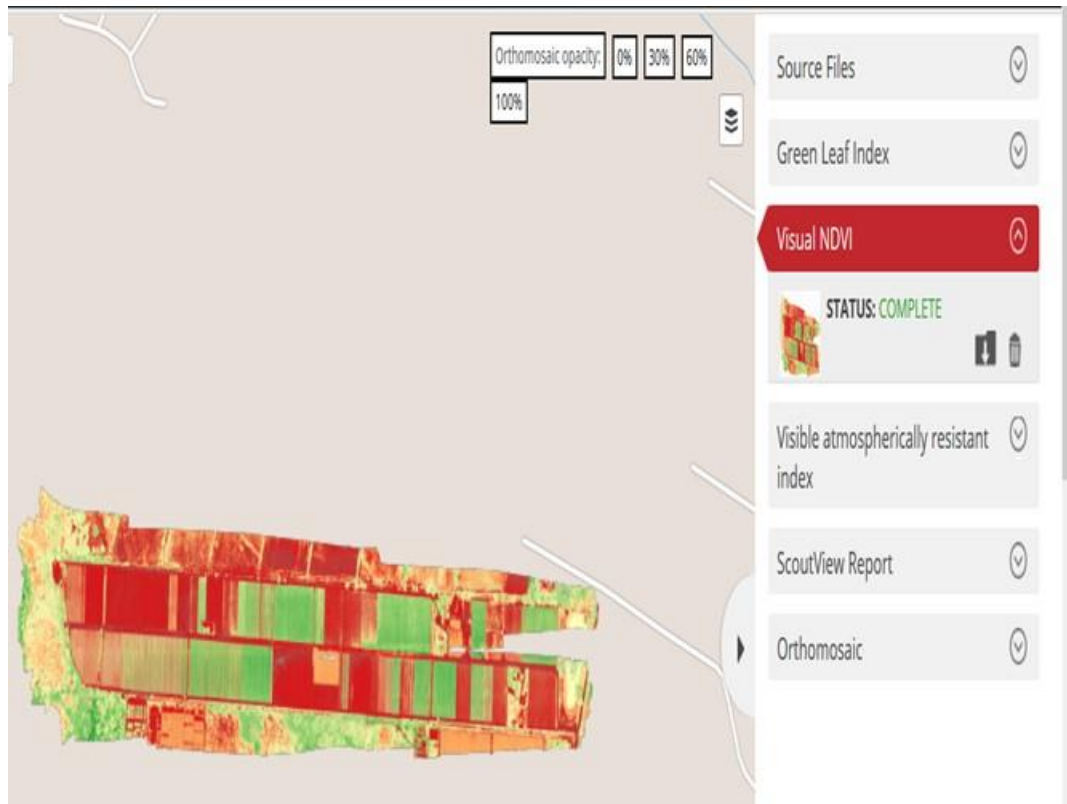 Orthomosaic opacity: 0% 30% 60%
100%
Source Files
Green Leaf Index
Visual NDVI
STATUS: COMPLETE
Visible atmospherically resistant
index
ScoutView Report
Orthomosaic